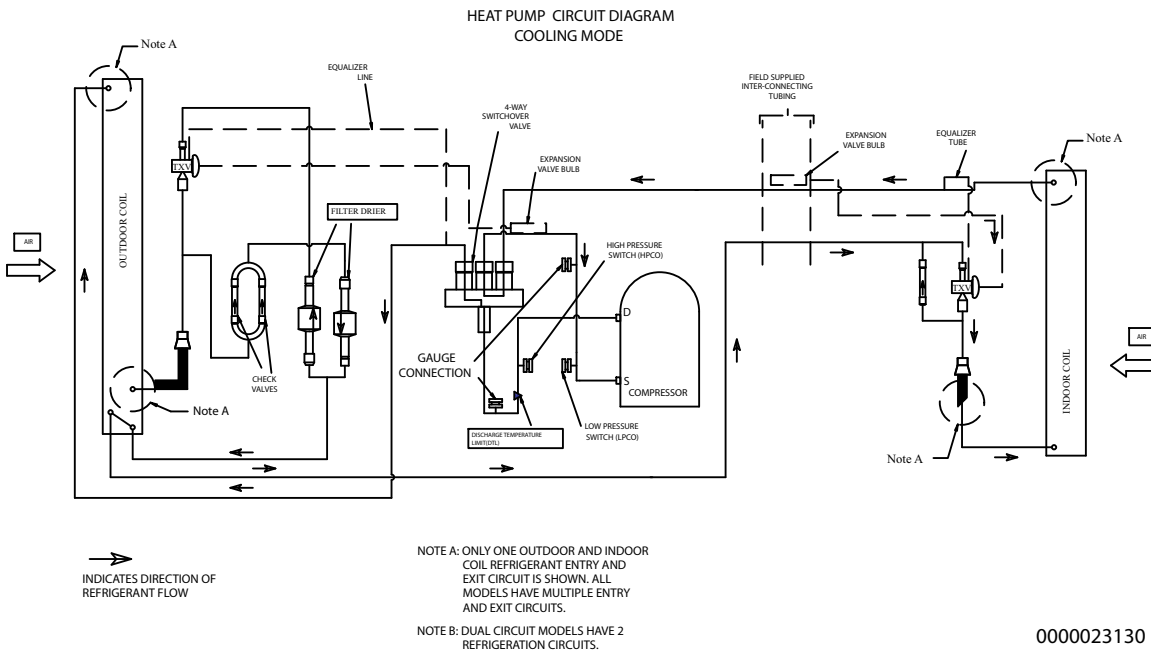 HEAT PUMP CIRCUIT DIAGRAM
COOLING MODE
Note A
EQUALIZER
LINE
4-WAY
SWITCHOVER
VALVE
EXPANSION
VALVE BULB
FIELD SUPPLIED
INTER-CONNECTING
TUBING
EXPANSION
VALVE BULB
EQUALIZER
TUBE
Note A
TXV
OUTDOOR COIL
AIR
FILTER DRIER
HIGH PRESSURE
SWITCH (HPCO)
D
S
COMPRESSOR
TXV
AIR
INDOOR COIL
GAUGE
CONNECTION
CHECK
VALVES
Note A
DISCHARGE TEMPERATURE
LIMIT(DTL)
LOW PRESSURE
SWITCH (LPCO)
Note A
INDICATES DIRECTION OF
REFRIGERANT FLOW
NOTE A: ONLY ONE OUTDOOR AND INDOOR
COIL REFRIGERANT ENTRY AND
EXIT CIRCUIT IS SHOWN. ALL
MODELS HAVE MULTIPLE ENTRY
AND EXIT CIRCUITS.
NOTE B: DUAL CIRCUIT MODELS HAVE 2
REFRIGERATION CIRCUITS.
0000023130